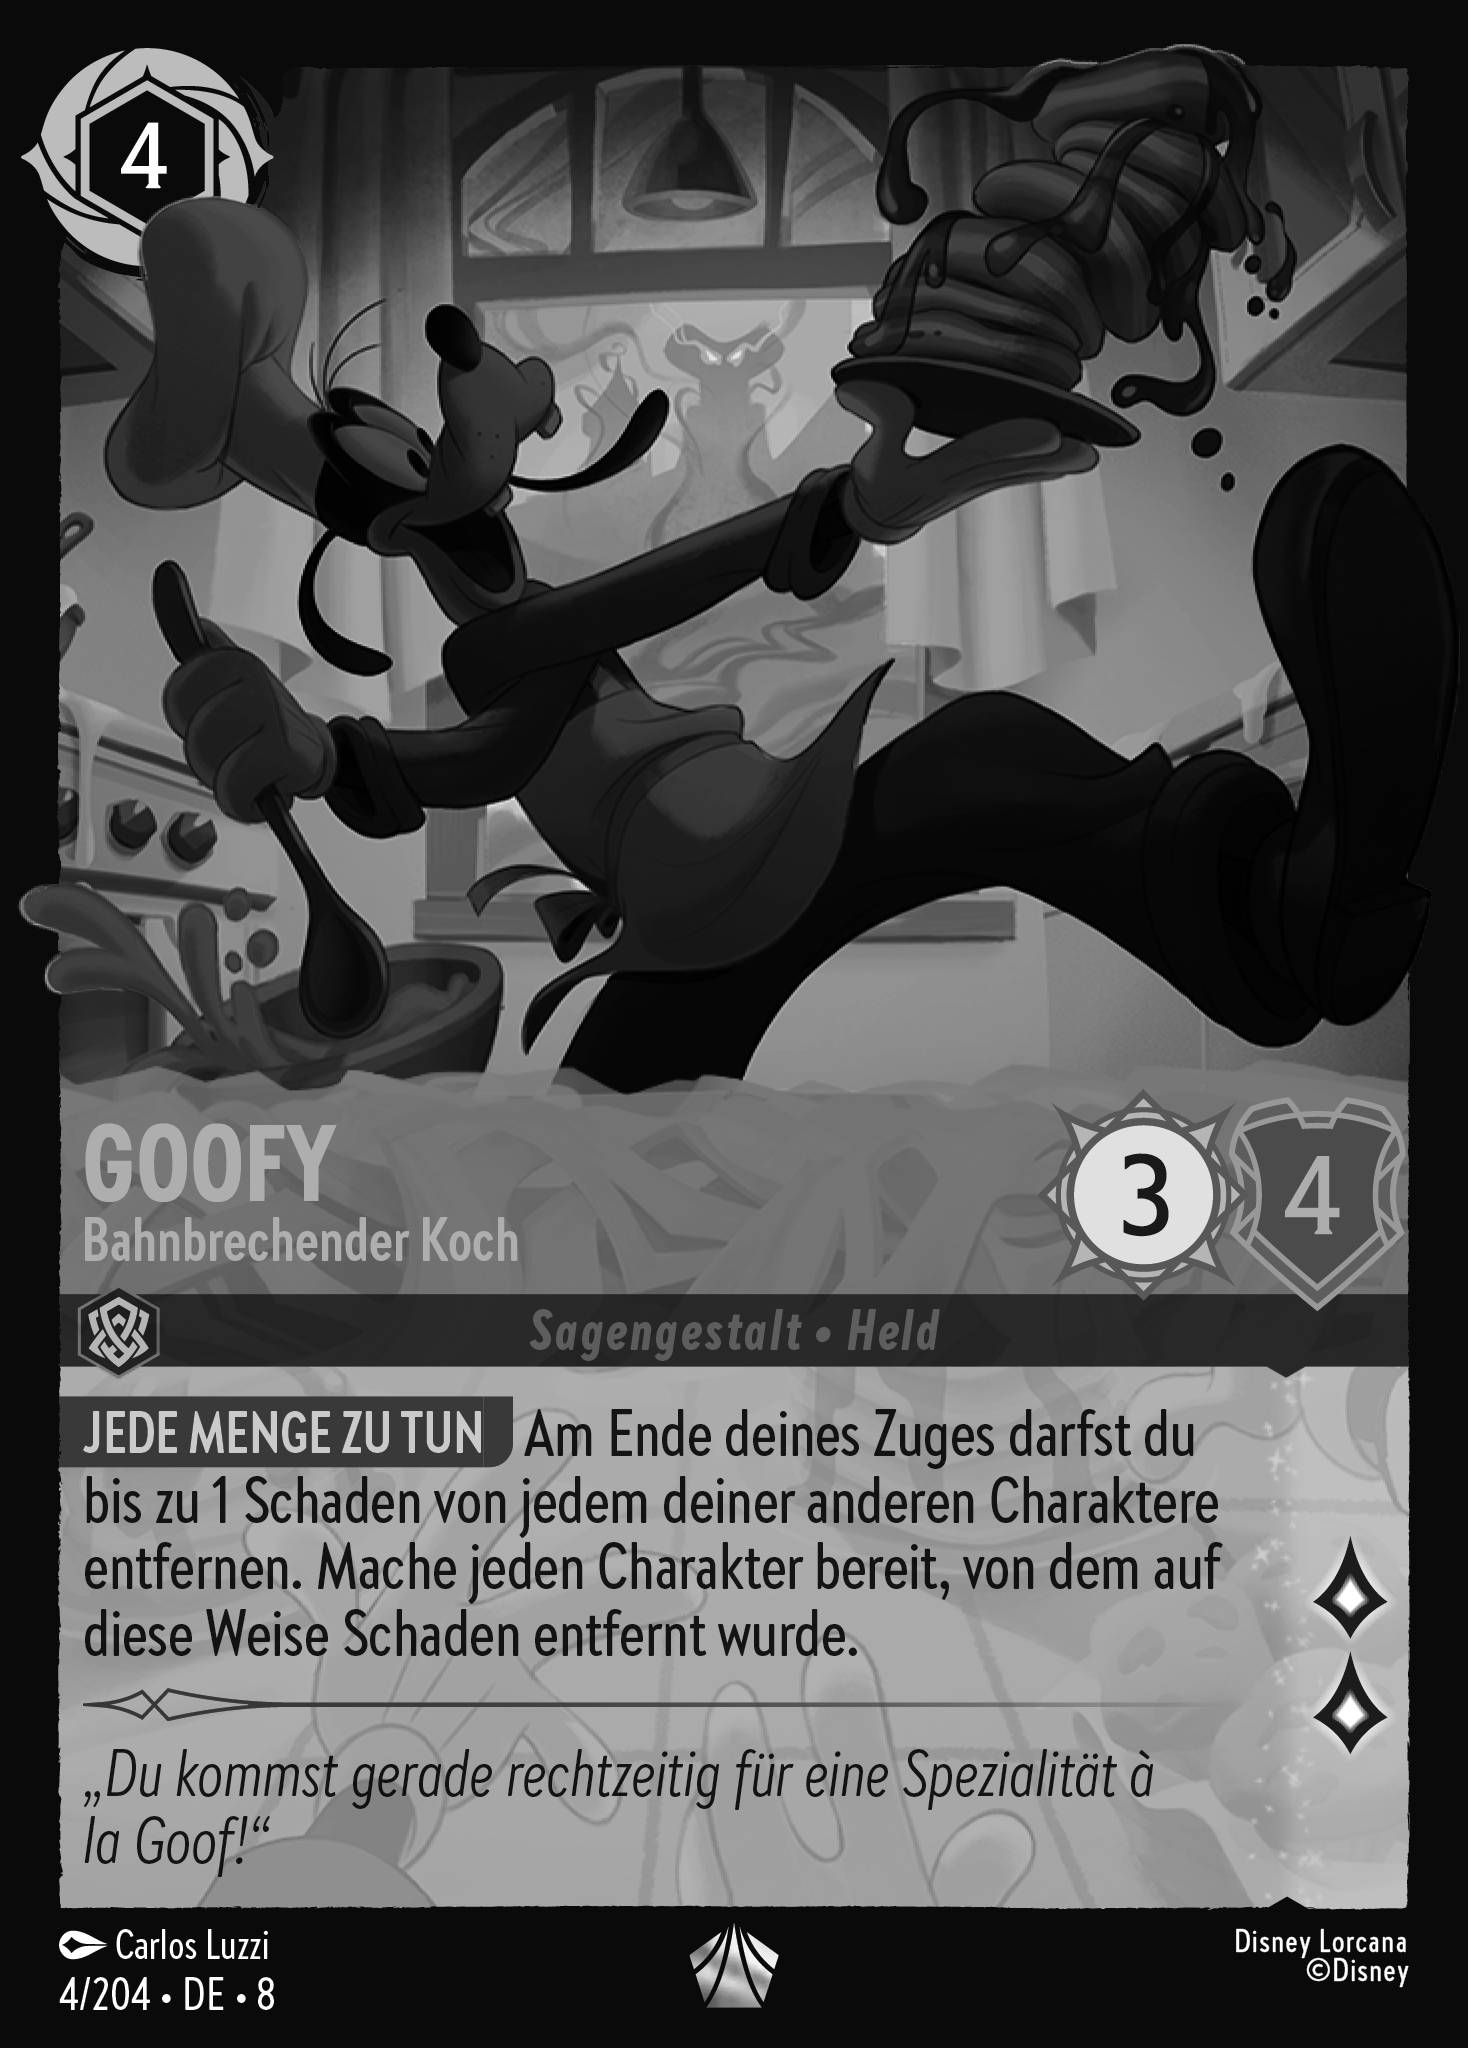 4
GOOFY
Bahnbrechender Koch
3
4
Sagengestalt • Held
JEDE MENGE ZU TUN Am Ende deines Zuges darfst du
bis zu 1 Schaden von jedem deiner anderen Charaktere
entfernen. Mache jeden Charakter bereit, von dem auf
diese Weise Schaden entfernt wurde.
„Du kommst gerade rechtzeitig für eine Spezialität à
la Goof!“
Carlos Luzzi
4/204 • DE • 8
Disney Lorcana
©Disney